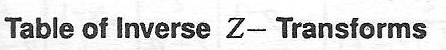 Table of Inverse Z– Transforms